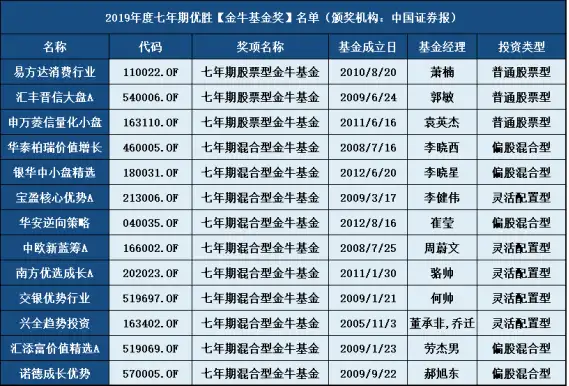 2019年度七年期优胜【金牛基金奖】名单（颁奖机构：中国证券报）
名称 代码 奖项名称 基金成立日 基金经理 投资类型
易方达消费行业 110022.OF 七年期股票型金牛基金 2010/8/20 萧楠 普通股票型
汇丰晋信大盘A 540006.OF 七年期股票型金牛基金 2009/6/24 郭敏 普通股票型
申万菱信量化小盘 163110.OF 七年期股票型金牛基金 2011/6/16 袁英杰 普通股票型
华泰柏瑞价值增长 460005.OF 七年期混合型金牛基金 2008/7/16 李晓西 偏股混合型
银华中小盘精选 180031.OF 七年期混合型金牛基金 2012/6/20 李晓星 偏股混合型
宝盈核心优势A 213006.OF 七年期混合型金牛基金 2009/3/17 李健伟 灵活配置型
华安逆向策略 040035.OF 七年期混合型金牛基金 2012/8/16 崔莹 偏股混合型
中欧新蓝筹A 166002.OF 七年期混合型金牛基金 2008/7/25 周蔚文 灵活配置型
南方优选成长A 202023.OF 七年期混合型金牛基金 2011/1/30 骆帅 灵活配置型
交银优势行业 519697.OF 七年期混合型金牛基金 2009/1/21 何帅 灵活配置型
兴全趋势投资 163402.OF 七年期混合型金牛基金 2005/11/3 董承非,乔迁 灵活配置型
汇添富价值精选A 519069.OF 七年期混合型金牛基金 2009/1/23 劳杰男 偏股混合型
诺德成长优势 570005.OF 七年期混合型金牛基金 2009/9/22 郝旭东 偏股混合型